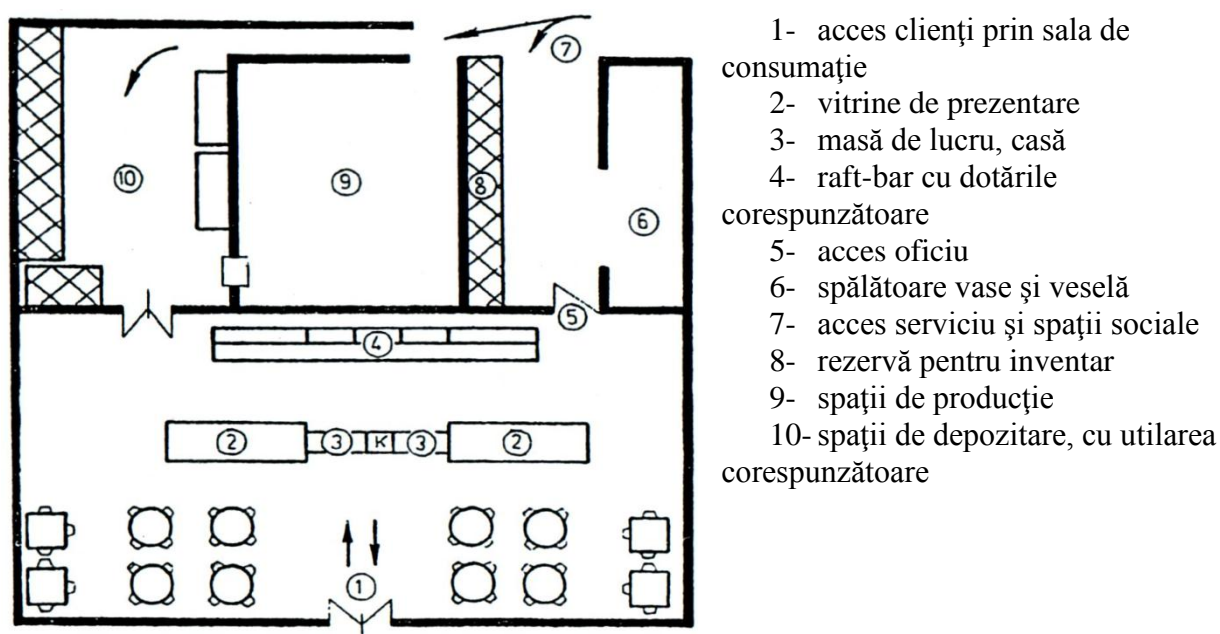 1- acces clienţi prin sala de
consumaţie
2- vitrine de prezentare
3- masă de lucru, casă
4- raft-bar cu dotările
corespunzătoare
5- acces oficiu
6- spălătoare vase şi veselă
7- acces serviciu şi spaţii sociale
8- rezervă pentru inventar
9- spaţii de producţie
10- spaţii de depozitare, cu utilarea
corespunzătoare
7
10
9
8
6
5
4
2 3 K 3 2
1